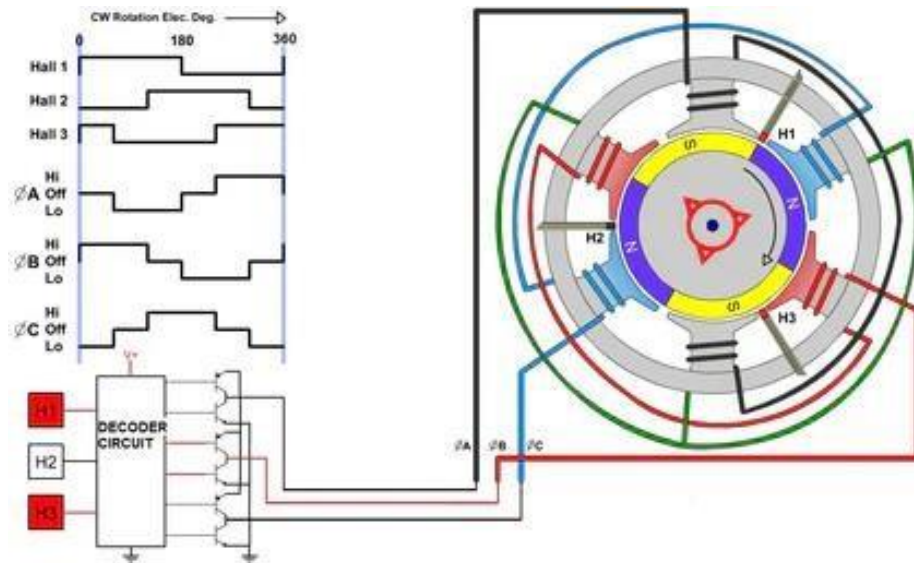 CW Rotation Elec. Deg.
0 180 360
Hall 1
Hall 2
Hall 3
Hi
ØA Off
Lo
Hi
ØB Off
Lo
Hi
ØC Off
Lo
V+
H1
H2
H3
DECODER
CIRCUIT
ØA ØB ØC
S
H1
N
H2
N
S
H3